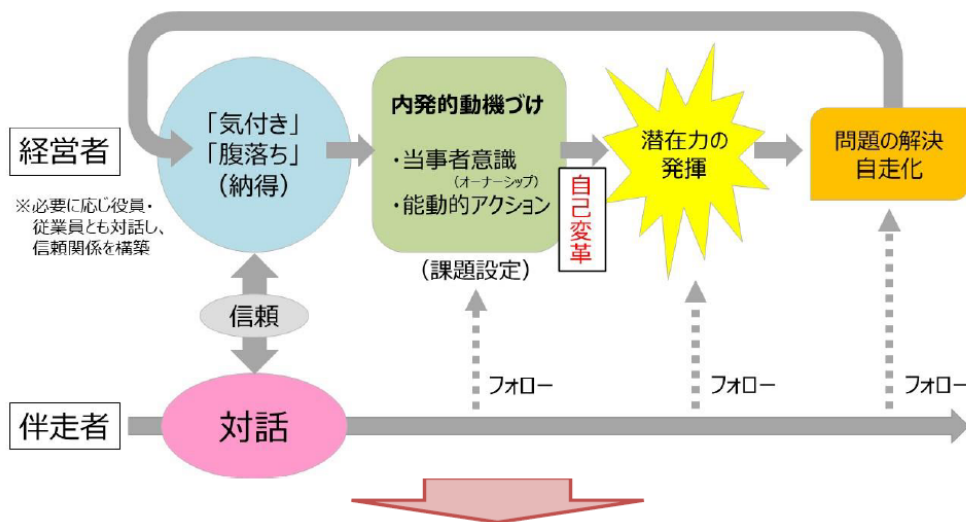 経営者
※必要に応じ役員・
従業員とも対話し、
信頼関係を構築
「気付き」
「腹落ち」
(納得)
内発的動機づけ
・当事者意識
(オーナーシップ)
・能動的アクション
(課題設定)
自己変革
潜在力の
発揮
問題の解決
自走化
信頼
フォロー
フォロー
フォロー
伴走者
対話